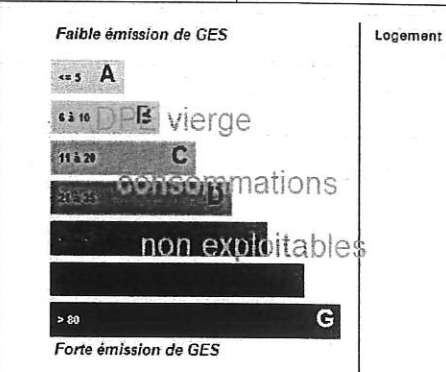 Faible émission de GES
Logement
<= 5 A
6 à 10 B
DPE vierge
11 à 20 C
consommations
21 à 35 D
non exploitables
> 80 G
Forte émission de GES